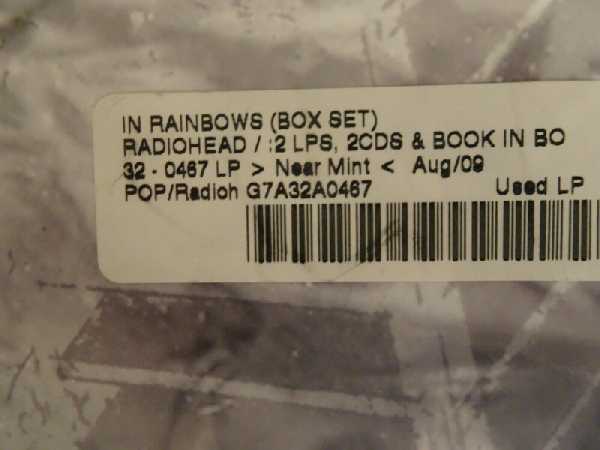 IN RAINBOWS (BOX SET)
RADIOHEAD / :2 LPS, 2CDS & BOOK IN BO
32 - 0467 LP > Near Mint < Aug/09
POP/Radioh G7A32A0467 Used LP